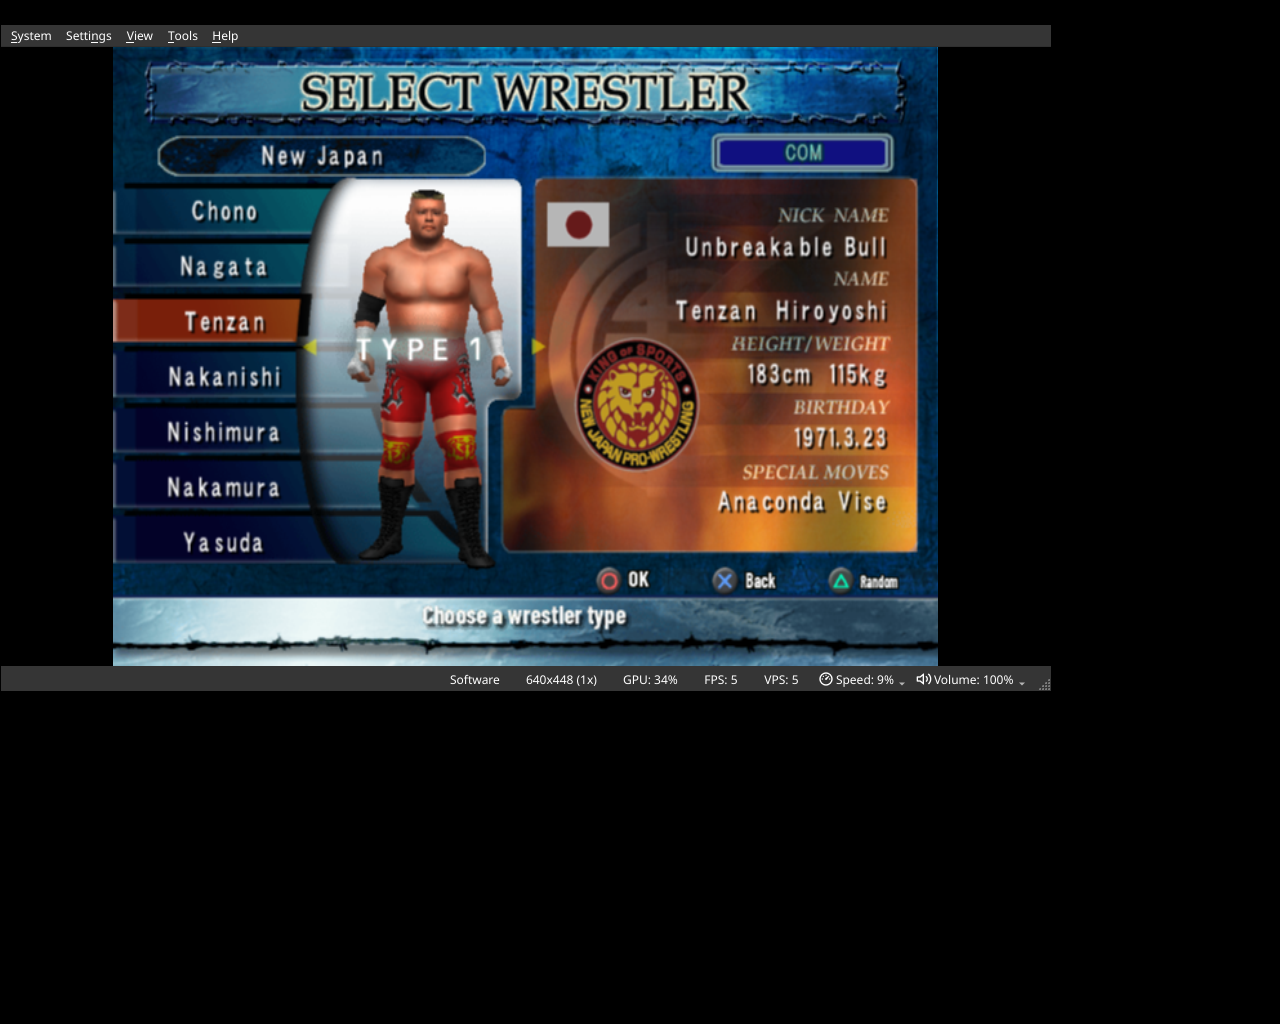 System Settings View Tools Help
SELECT WRESTLER
New Japan
COM
Chono
Nagata
Tenzan
Nakanishi
Nishimura
Nakamura
Yasuda
TYPE 1
NICK NAME
Unbreakable Bull
NAME
Tenzan Hiroyoshi
HEIGHT/WEIGHT
183cm 115kg
BIRTHDAY
1971.3.23
SPECIAL MOVES
Anaconda Vise
KING OF SPORTS
NEW JAPAN PRO-WRESTLING
OK Back Random
Choose a wrestler type
Software 640x448 (1x) GPU: 34% FPS: 5 VPS: 5 Speed: 9% Volume: 100%